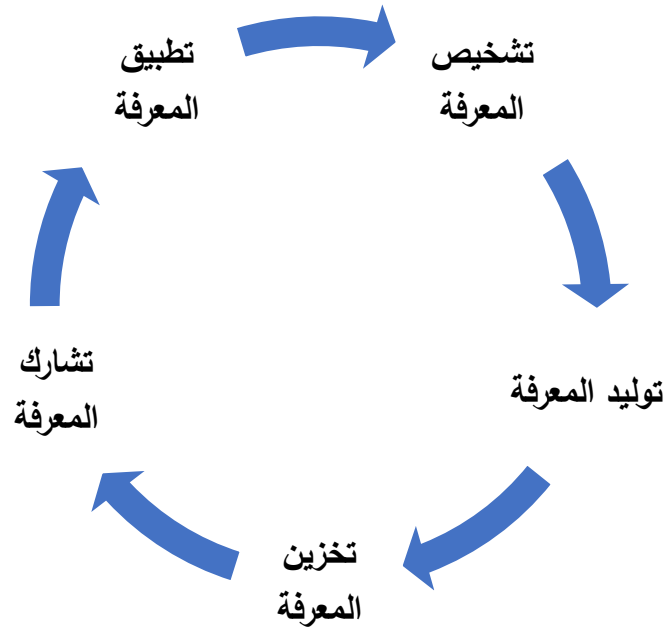 تشخيص
المعرفة
توليد المعرفة
تخزين
المعرفة
تشارك
المعرفة
تطبيق
المعرفة